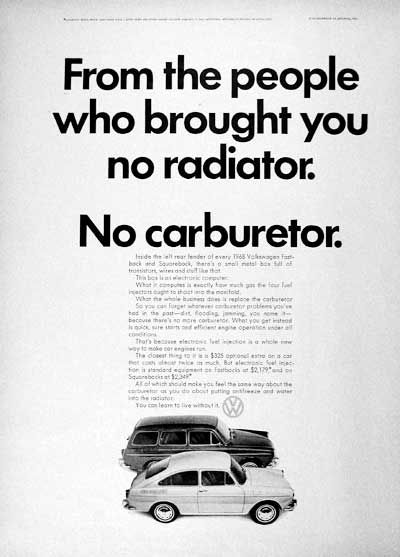 From the people
who brought you
no radiator.
No carburetor.
Inside the left rear fender of every 1968 Volkswagen Fast-
back and Squareback, there's a small metal box full of
transistors, wires and stuff like that.
This box is an electronic computer.
What it computes is exactly how much gas the four fuel
injectors ought to shoot into the manifold.
What the whole business does is replace the carburetor
So you can forget whatever carburetor problems you've
had in the past—dirt, flooding, jamming, you name it—
because there's no more carburetor. What you get instead
is quick, sure starts and efficient engine operation under all
conditions.
That's because electronic fuel injection is a whole new
way to make car engines run.
The closest thing to it is a $325 optional extra on a car
that costs almost twice as much. But electronic fuel injec-
tion is standard equipment on Fastbacks at $2,179,* and on
Squarebacks at $2,349.*
All of which should make you feel the same way about the
carburetor as you do about putting antifreeze and water
into the radiator.
You can learn to live without it.